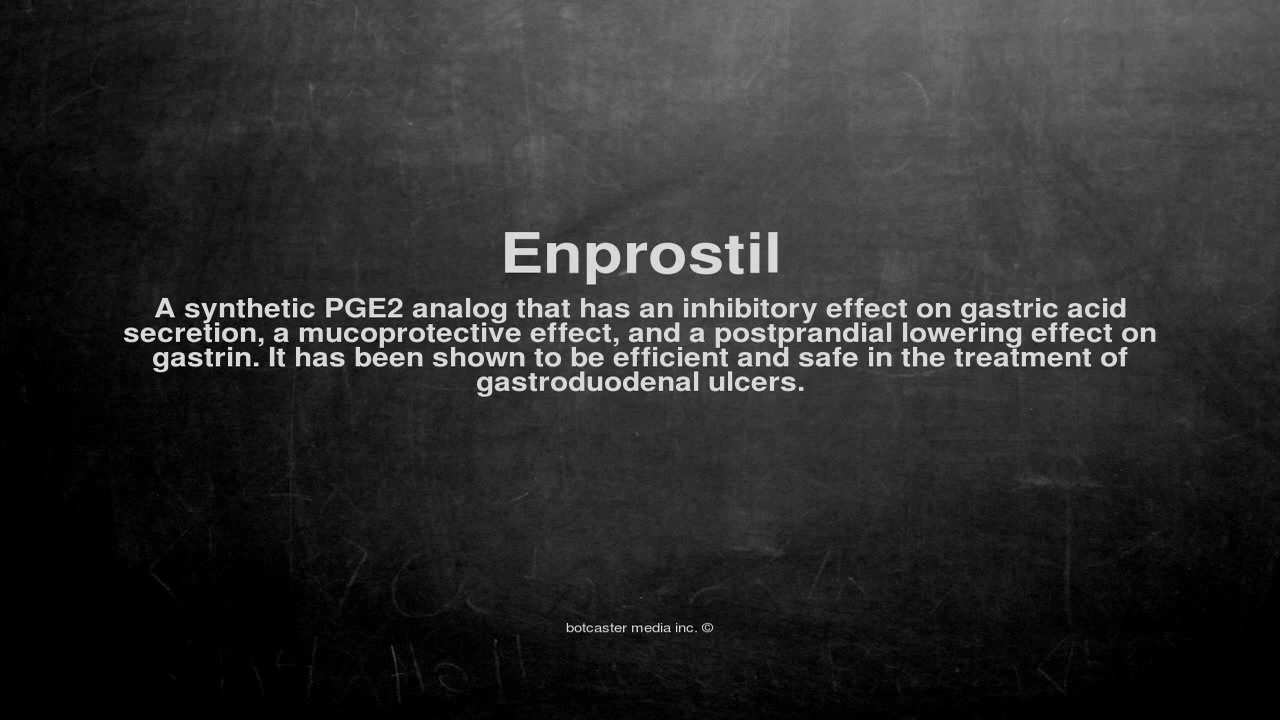 Enprostil
A synthetic PGE2 analog that has an inhibitory effect on gastric acid
secretion, a mucoprotective effect, and a postprandial lowering effect on
gastrin. It has been shown to be efficient and safe in the treatment of
gastroduodenal ulcers.
botcaster media inc. ©